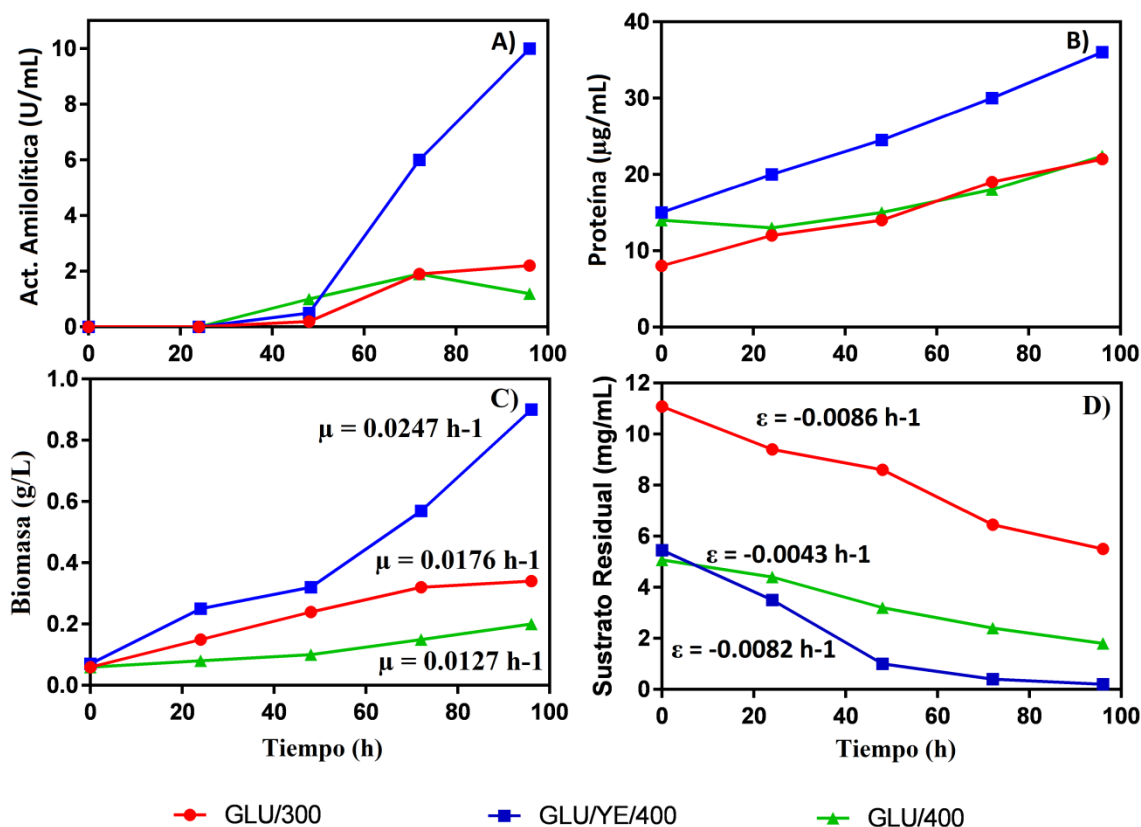 A)
Act. Amilolítica (U/mL)
10
8
6
4
2
0
0 20 40 60 80 100
B)
Proteína (µg/mL)
40
30
20
10
0
0 20 40 60 80 100
C)
Biomasa (g/L)
1.0
0.8
0.6
0.4
0.2
0.0
µ = 0.0247 h-1
µ = 0.0176 h-1
µ = 0.0127 h-1
0 20 40 60 80 100
Tiempo (h)
D)
Sustrato Residual (mg/mL)
12
10
8
6
4
2
0
ε = -0.0086 h-1
ε = -0.0043 h-1
ε = -0.0082 h-1
0 20 40 60 80 100
Tiempo (h)
GLU/300 GLU/YE/400 GLU/400